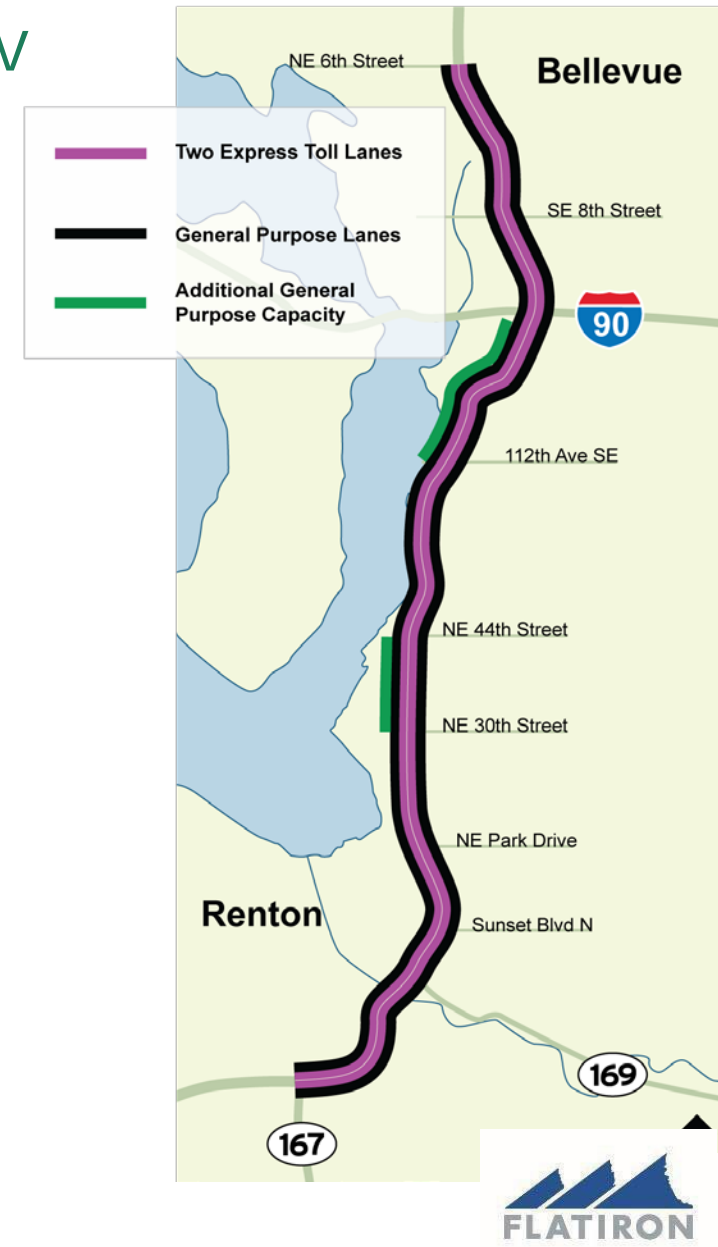 NE 6th Street
Bellevue
Two Express Toll Lanes
SE 8th Street
General Purpose Lanes
Additional General
Purpose Capacity
90
112th Ave SE
NE 44th Street
NE 30th Street
NE Park Drive
Renton
Sunset Blvd N
169
167
FLATIRON